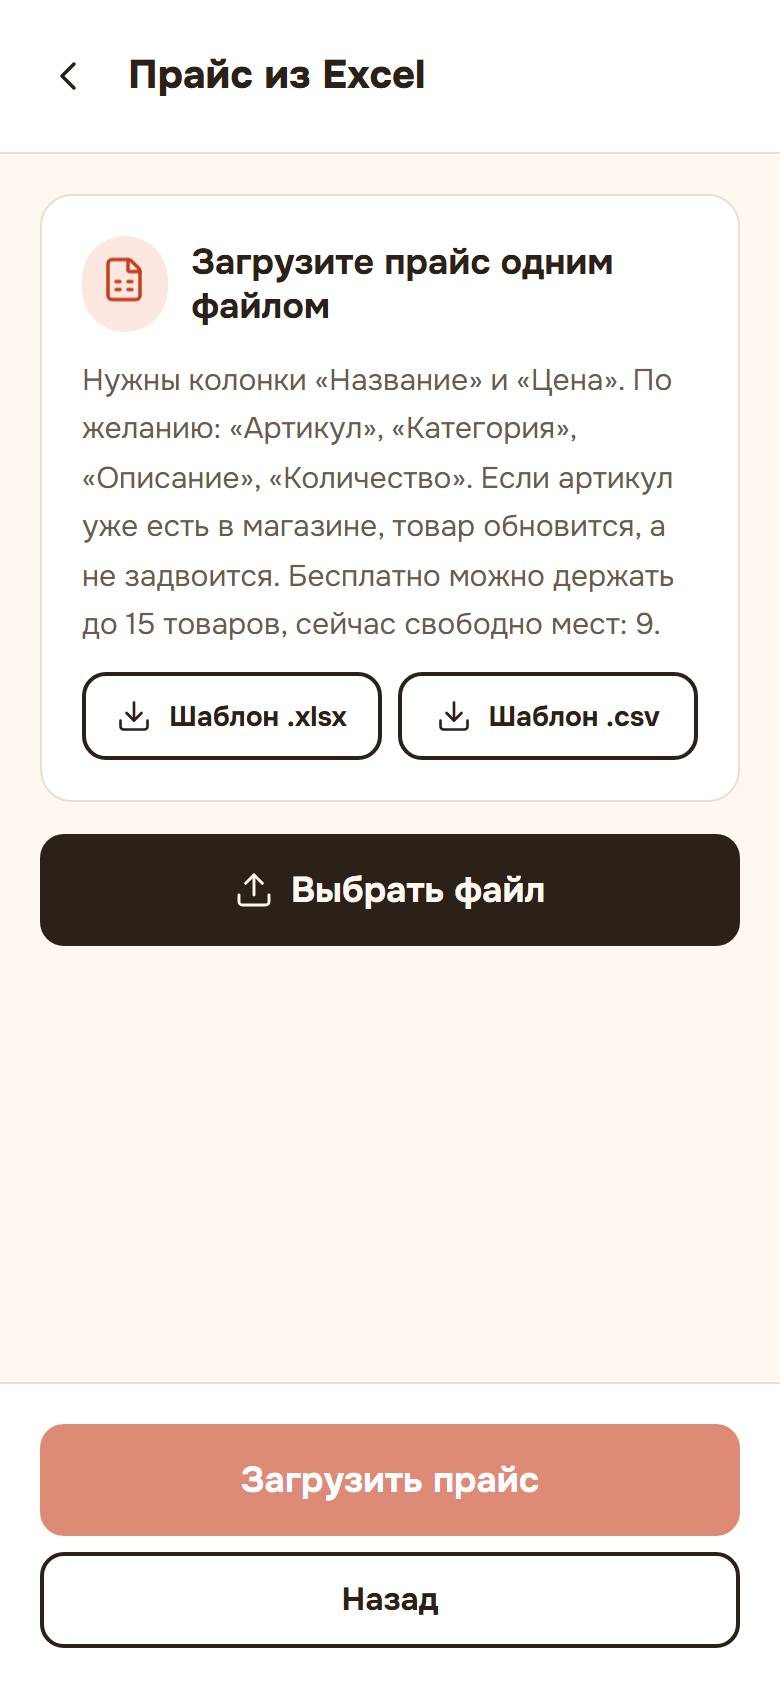 Прайс из Excel
Загрузите прайс одним
файлом
Нужны колонки «Название» и «Цена». По
желанию: «Артикул», «Категория»,
«Описание», «Количество». Если артикул
уже есть в магазине, товар обновится, а
не задвоится. Бесплатно можно держать
до 15 товаров, сейчас свободно мест: 9.
Шаблон .xlsx
Шаблон .csv
Выбрать файл
Загрузить прайс
Назад